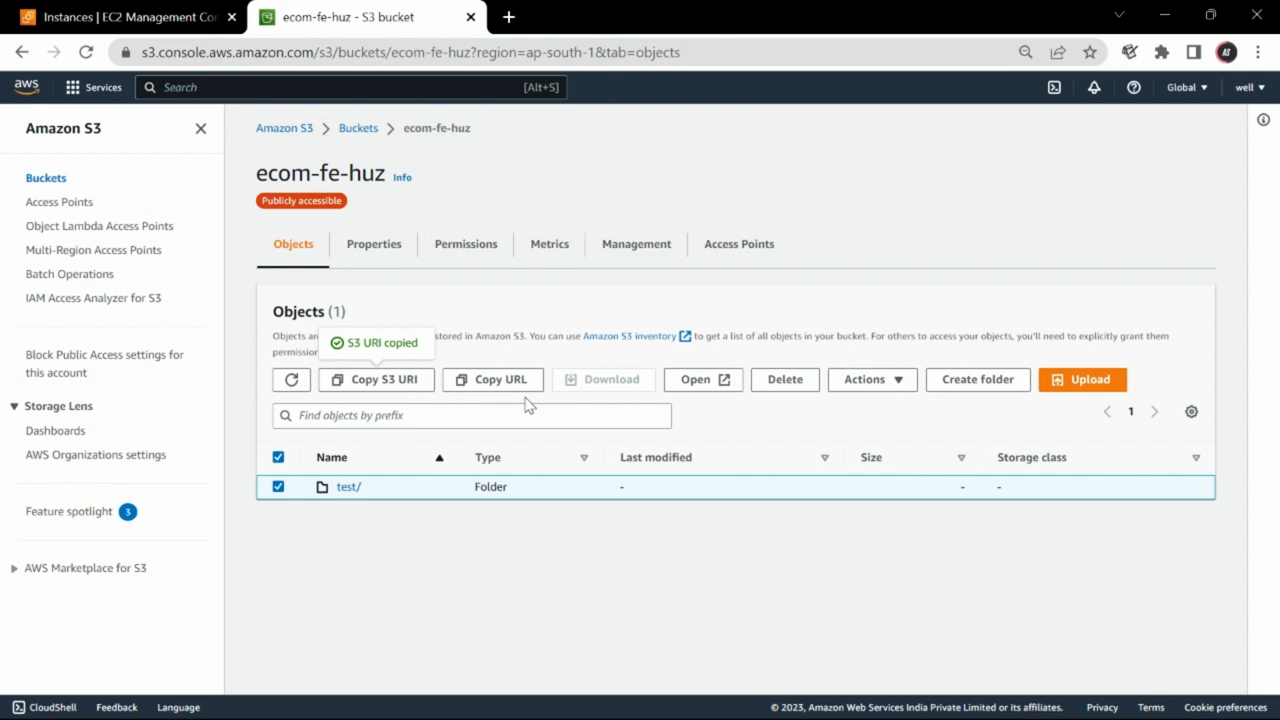 Instances | EC2 Management Cor
ecom-fe-huz - S3 bucket
s3.console.aws.amazon.com/s3/buckets/ecom-fe-huz?region=ap-south-1&tab=objects
AS
aws
Services
Search
[Alt+S]
Global
well
Amazon S3
Buckets
Access Points
Object Lambda Access Points
Multi-Region Access Points
Batch Operations
IAM Access Analyzer for S3
Block Public Access settings for
this account
Storage Lens
Dashboards
AWS Organizations settings
Feature spotlight 3
AWS Marketplace for S3
Amazon S3 > Buckets > ecom-fe-huz
ecom-fe-huz Info
Publicly accessible
Objects
Properties
Permissions
Metrics
Management
Access Points
Objects (1)
Objects stored in Amazon S3. You can use Amazon S3 inventory to get a list of all objects in your bucket. For others to access your objects, you'll need to explicitly grant them
S3 URI copied
Copy S3 URI
Copy URL
Download
Open
Delete
Actions
Create folder
Upload
Find objects by prefix
1
Name
Type
Last modified
Size
Storage class
test/
Folder
-
-
-
CloudShell
Feedback
Language
© 2023, Amazon Web Services India Private Limited or its affiliates.
Privacy
Terms
Cookie preferences